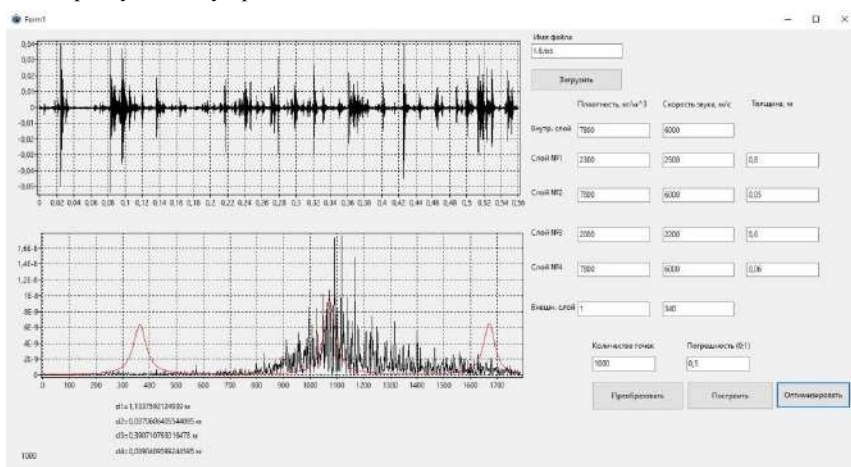 Form1
Имя файла
1.6.txt
Загрузить
Плотность, кг/м^3 Скорость звука, м/с Толщина, м
Внутр. слой 7800 6000
Слой №1 2300 2500 0,8
Слой №2 7800 6000 0,05
Слой №3 2000 2200 0,6
Слой №4 7800 6000 0,06
Внешн. слой 1 340
Количество точек Погрешность (0;1)
1000 0,5
Преобразовать Построить Оптимизировать
0,04
0,03
0,02
0,01
0
-0,01
-0,02
-0,03
-0,04
-0,05
0 0,02 0,04 0,06 0,08 0,1 0,12 0,14 0,16 0,18 0,2 0,22 0,24 0,26 0,28 0,3 0,32 0,34 0,36 0,38 0,4 0,42 0,44 0,46 0,48 0,5 0,52 0,54 0,56
1,6E-8
1,4E-8
1,2E-8
1E-8
8E-9
6E-9
4E-9
2E-9
0
0 100 200 300 400 500 600 700 800 900 1000 1100 1200 1300 1400 1500 1600 1700
1000